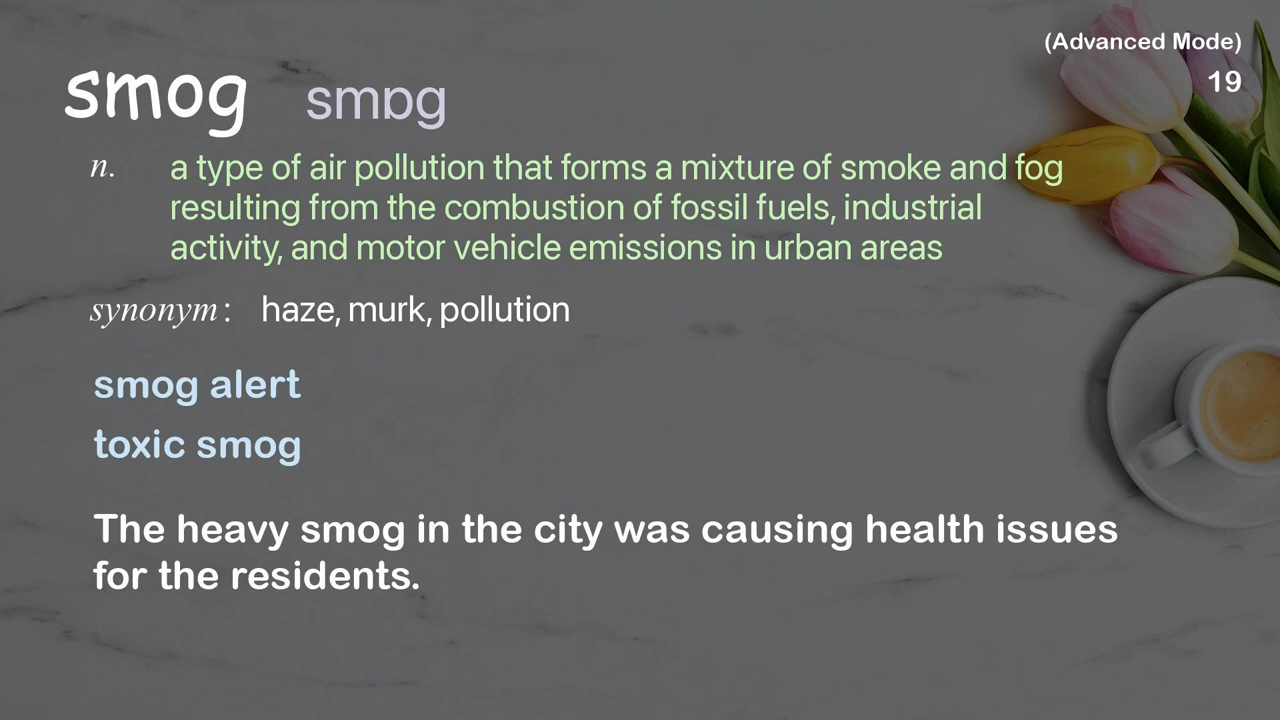 (Advanced Mode)
19
smog smɒg
n. a type of air pollution that forms a mixture of smoke and fog
resulting from the combustion of fossil fuels, industrial
activity, and motor vehicle emissions in urban areas
synonym: haze, murk, pollution
smog alert
toxic smog
The heavy smog in the city was causing health issues
for the residents.